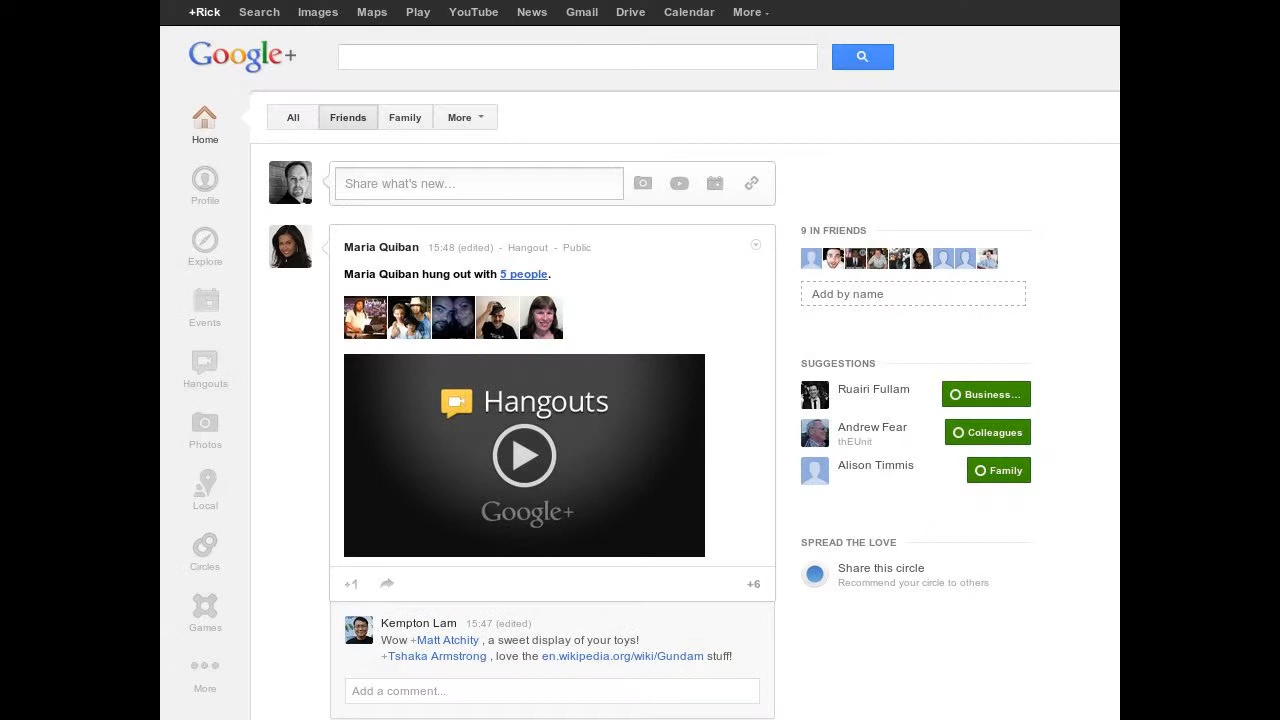 +Rick Search Images Maps Play YouTube News Gmail Drive Calendar More
Google+
All Friends Family More
Home
Profile
Explore
Events
Hangouts
Photos
Local
Circles
Games
More
Share what's new...
Maria Quiban 15:48 (edited) - Hangout - Public
Maria Quiban hung out with 5 people.
Hangouts
Google+
+1 +6
Kempton Lam 15:47 (edited)
Wow +Matt Atchity , a sweet display of your toys!
+Tshaka Armstrong , love the en.wikipedia.org/wiki/Gundam stuff!
Add a comment...
9 IN FRIENDS
Add by name
SUGGESTIONS
Ruairi Fullam Business...
Andrew Fear Colleagues
thEUnit
Alison Timmis Family
SPREAD THE LOVE
Share this circle
Recommend your circle to others